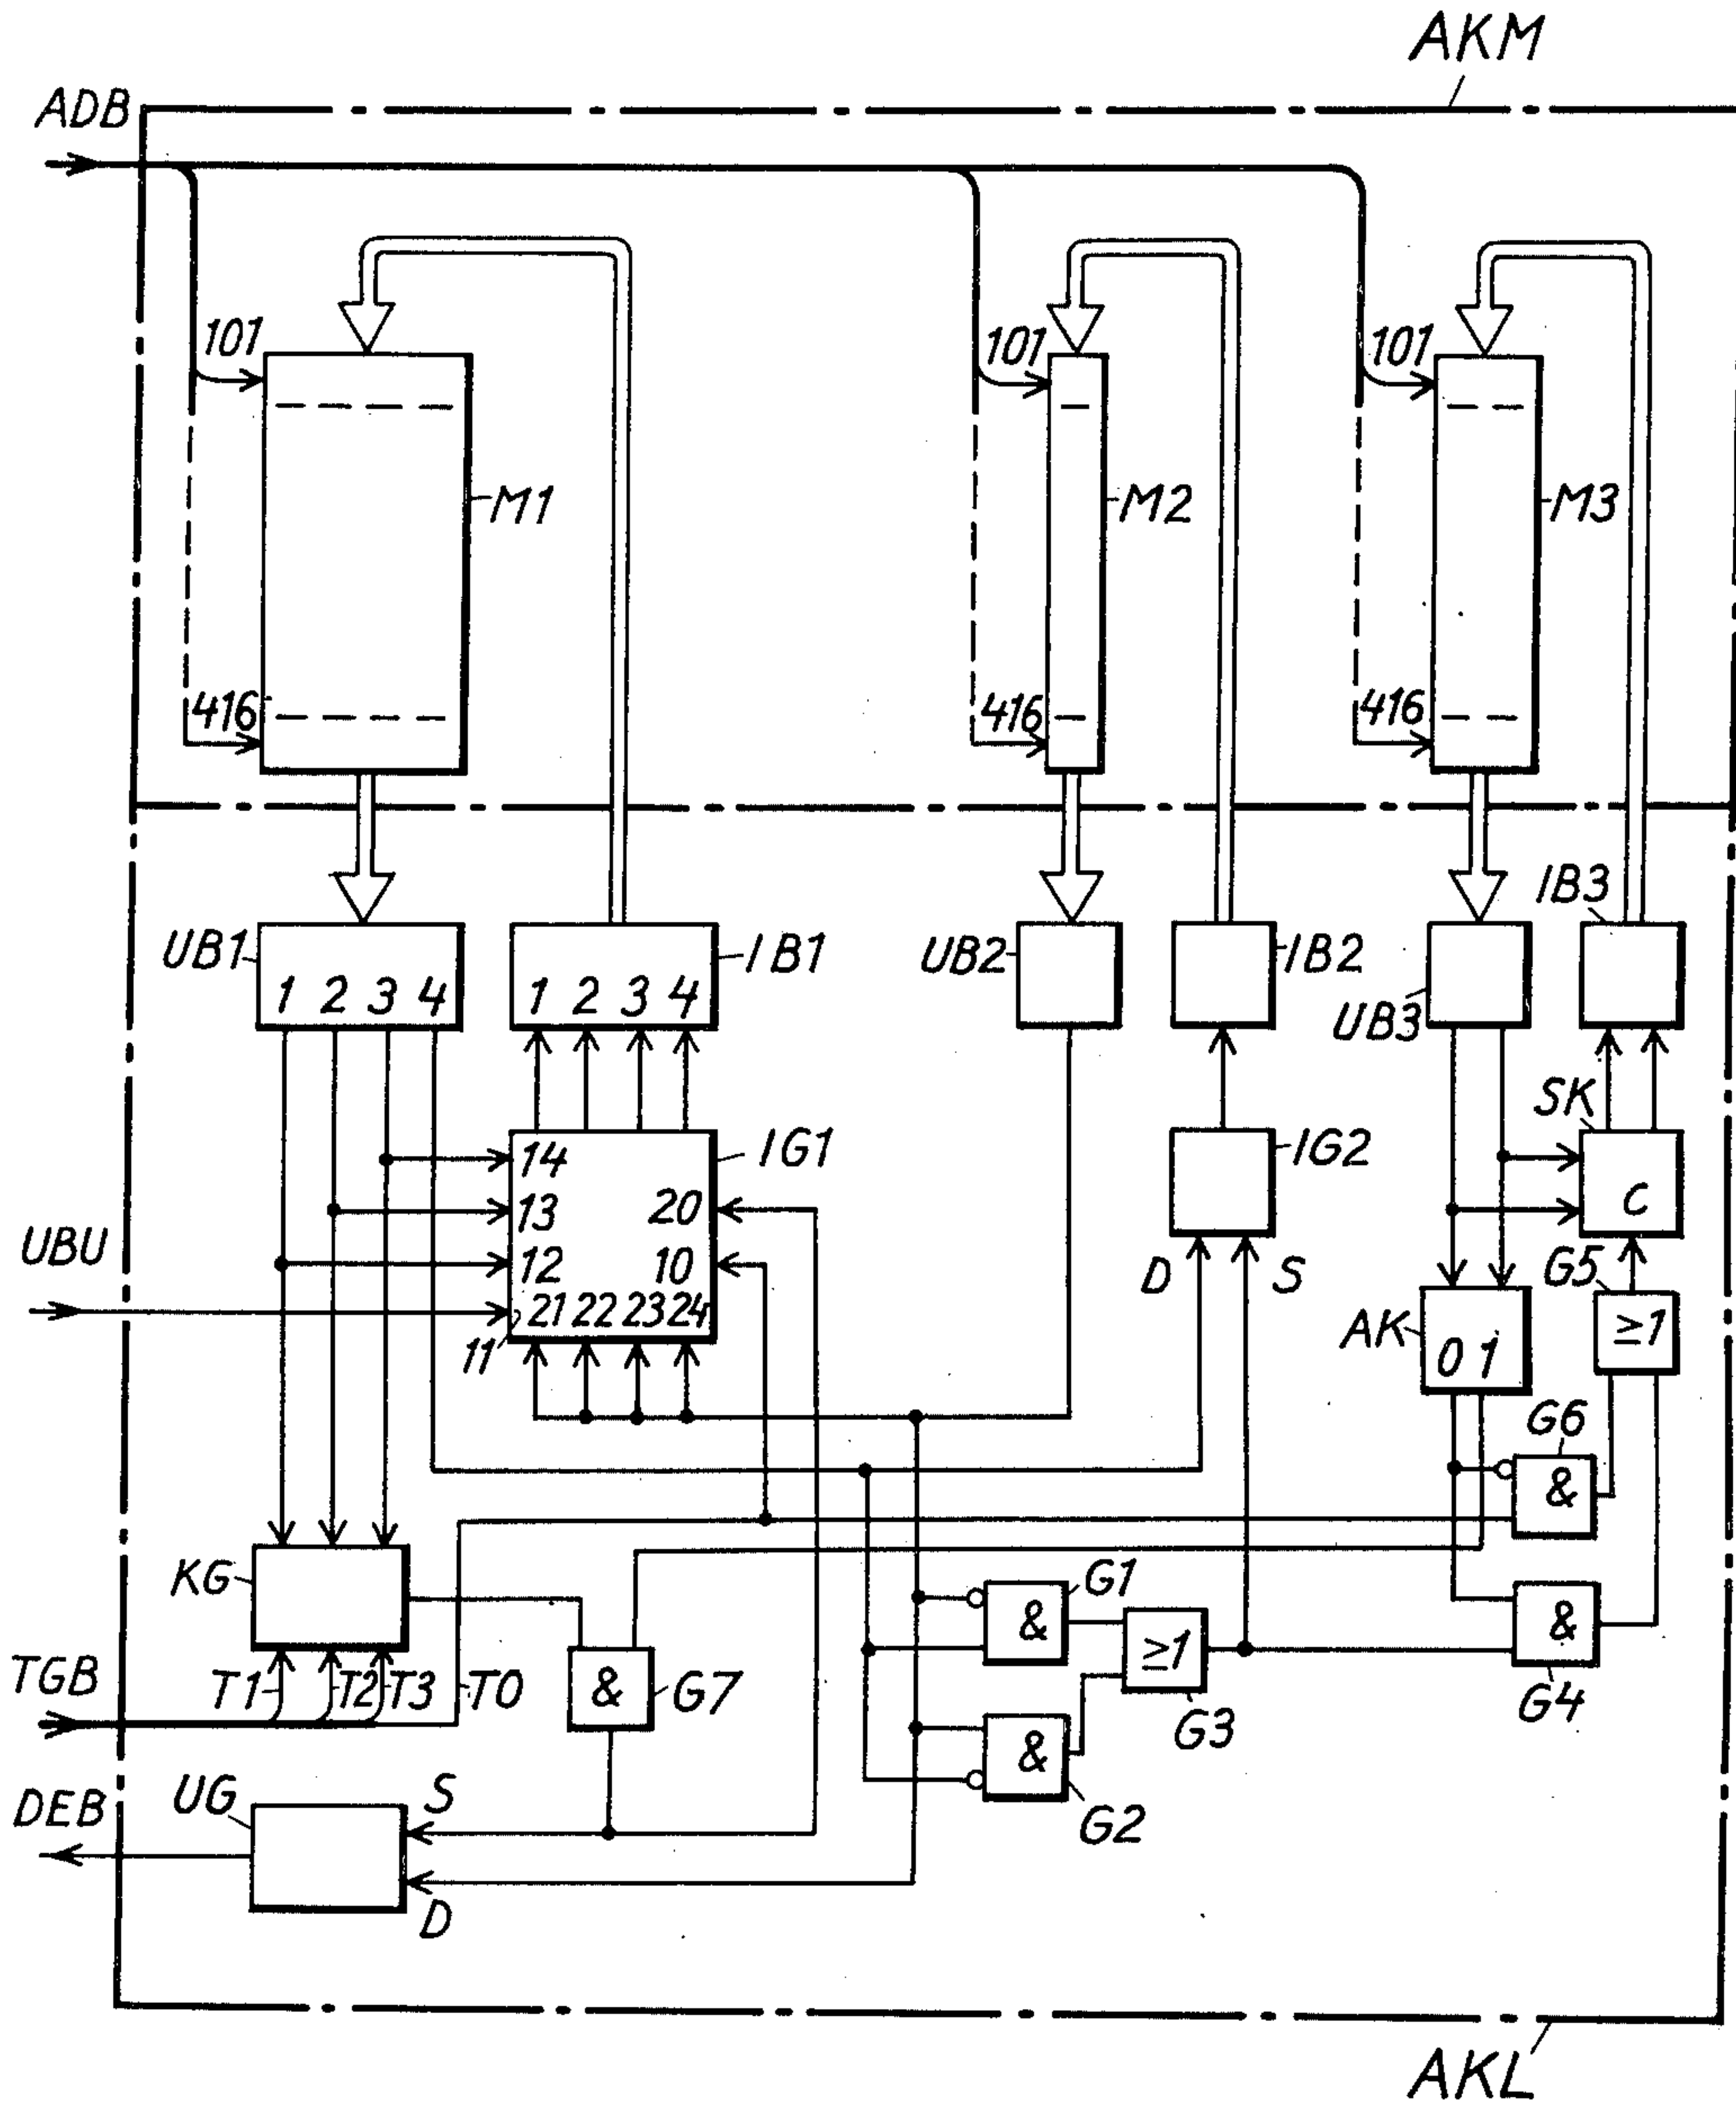 AKM
ADB
101
101
101
M1
M2
M3
416
416
416
UB1
1 2 3 4
IB1
1 2 3 4
UB2
IB2
UB3
IB3
SK
C
IG1
14
13
12
11
20
10
21 22 23 24
UBU
IG2
D
S
AK
0 1
G5
≥1
G6
&
KG
TGB
T1
T2
T3
T0
&
G7
G1
&
≥1
G3
&
G2
&
G4
DEB
UG
S
D
AKL